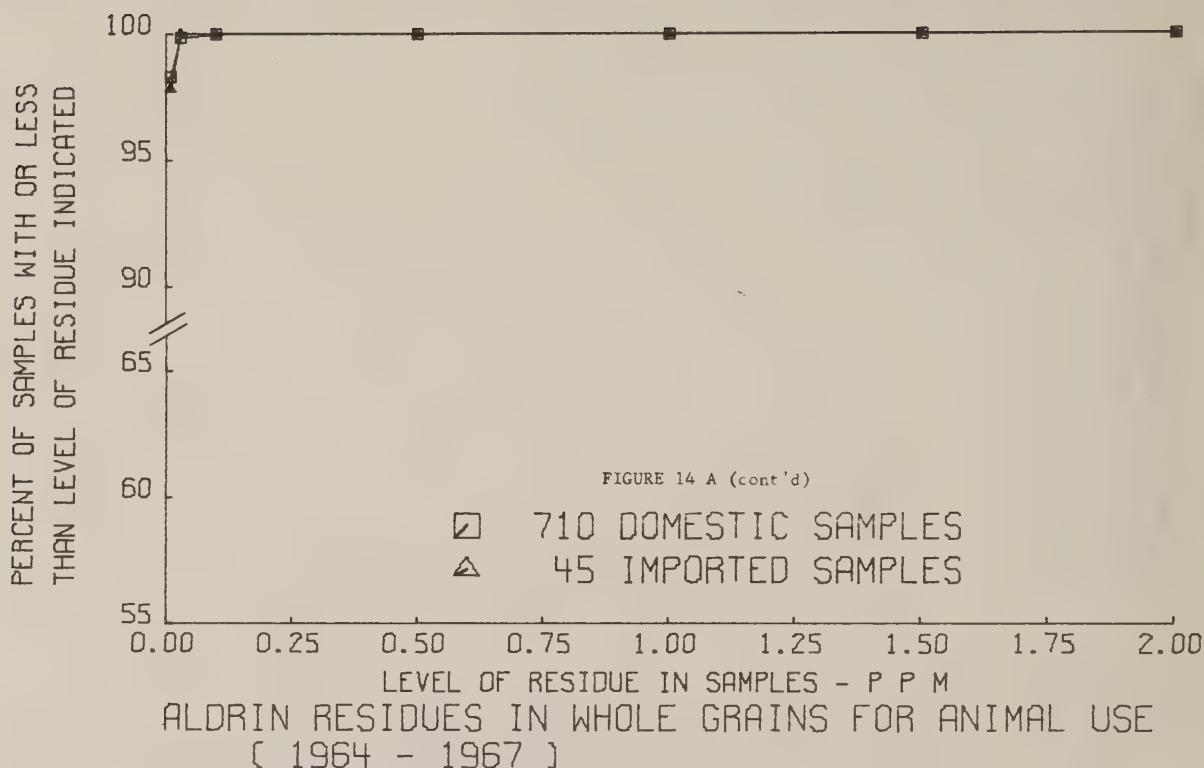 PERCENT OF SAMPLES WITH OR LESS
THAN LEVEL OF RESIDUE INDICATED
100
95
90
65
60
55
0.00 0.25 0.50 0.75 1.00 1.25 1.50 1.75 2.00
FIGURE 14 A (cont'd)
710 DOMESTIC SAMPLES
45 IMPORTED SAMPLES
LEVEL OF RESIDUE IN SAMPLES - P P M
ALDRIN RESIDUES IN WHOLE GRAINS FOR ANIMAL USE
( 1964 - 1967 )